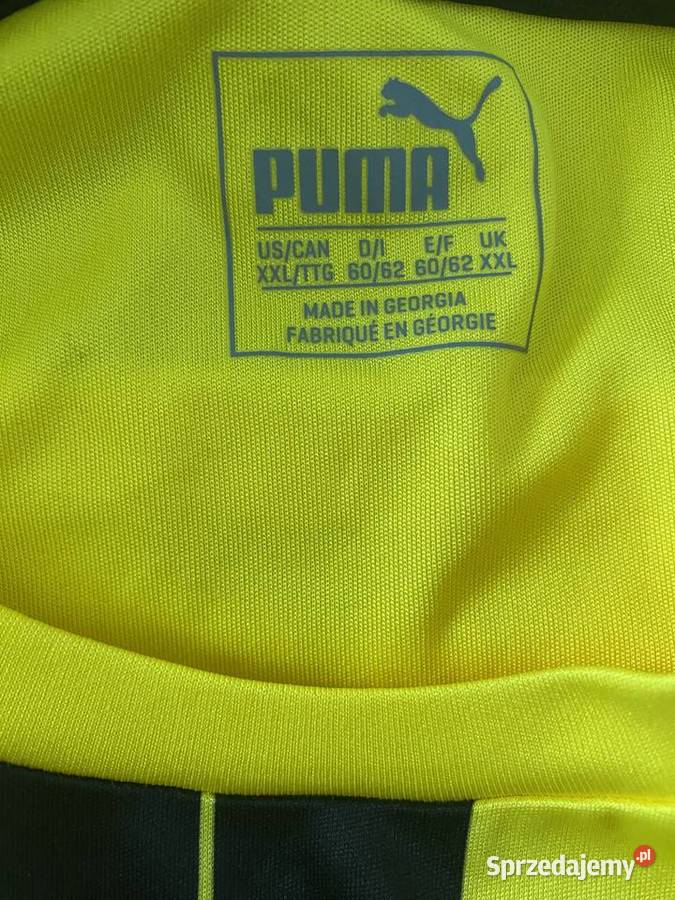 PUMA
US/CAN D/I E/F UK
XXL/TTG 60/62 60/62 XXL
MADE IN GEORGIA
FABRIQUÉ EN GÉORGIE
Sprzedajemy.pl